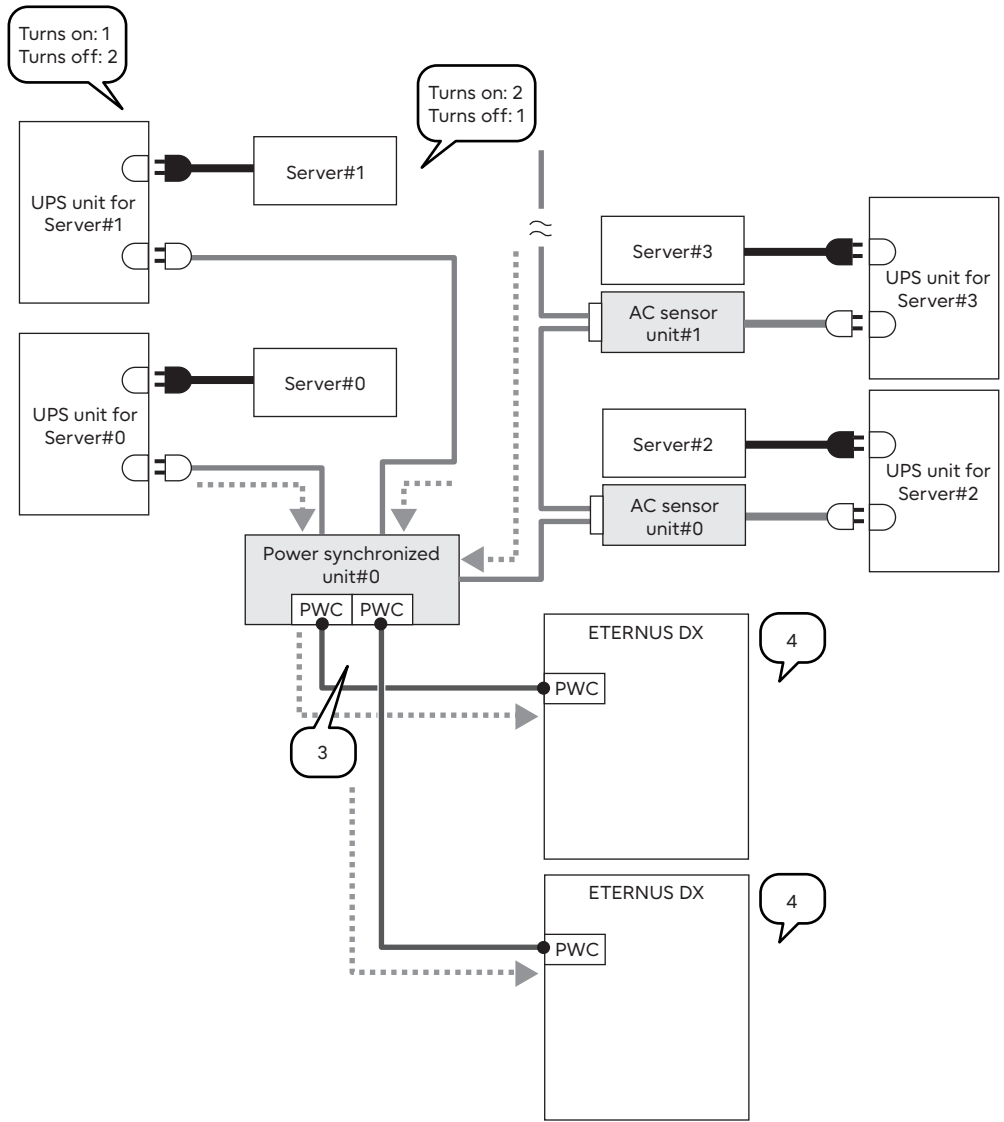 Turns on: 1
Turns off: 2
Turns on: 2
Turns off: 1
UPS unit for
Server#1
Server#1
Server#3
UPS unit for
Server#3
AC sensor
unit#1
UPS unit for
Server#0
Server#0
Server#2
UPS unit for
Server#2
AC sensor
unit#0
Power synchronized
unit#0
PWC
PWC
ETERNUS DX
4
PWC
3
ETERNUS DX
4
PWC